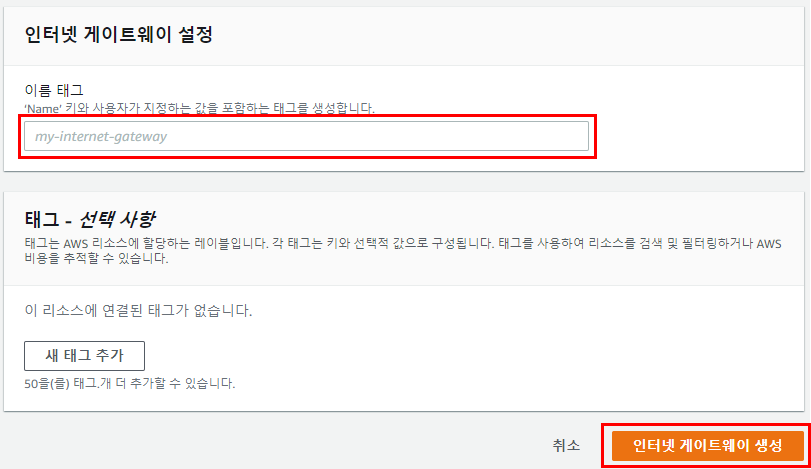 인터넷 게이트웨이 설정
이름 태그
'Name' 키와 사용자가 지정하는 값을 포함하는 태그를 생성합니다.
my-internet-gateway
태그 - 선택 사항
태그는 AWS 리소스에 할당하는 레이블입니다. 각 태그는 키와 선택적 값으로 구성됩니다. 태그를 사용하여 리소스를 검색 및 필터링하거나 AWS
비용을 추적할 수 있습니다.
이 리소스에 연결된 태그가 없습니다.
새 태그 추가
50을(를) 태그.개 더 추가할 수 있습니다.
취소 인터넷 게이트웨이 생성